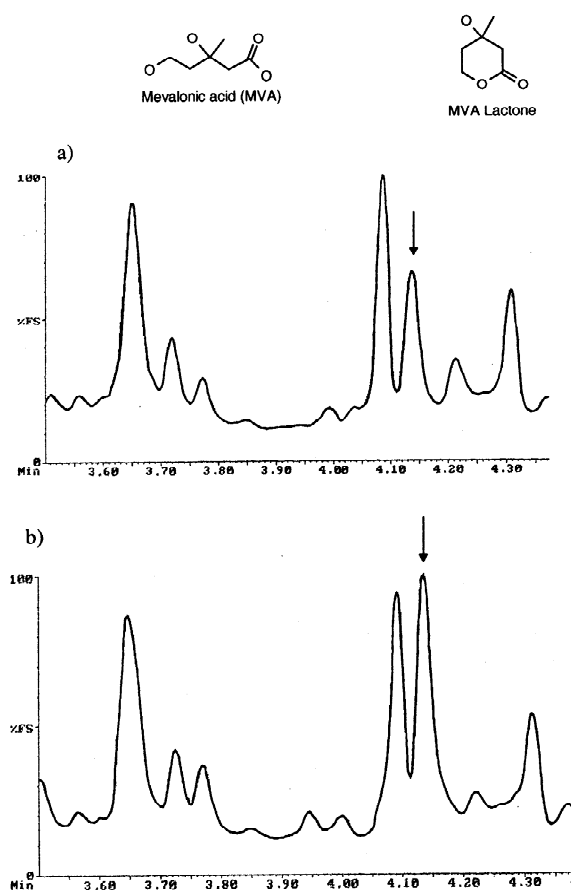 O
O
O
O
Mevalonic acid (MVA)
O
O
O
MVA Lactone
a)
100
%FS
0
Min 3.60 3.70 3.80 3.90 4.00 4.10 4.20 4.30
b)
100
%FS
0
Min 3.60 3.70 3.80 3.90 4.00 4.10 4.20 4.30